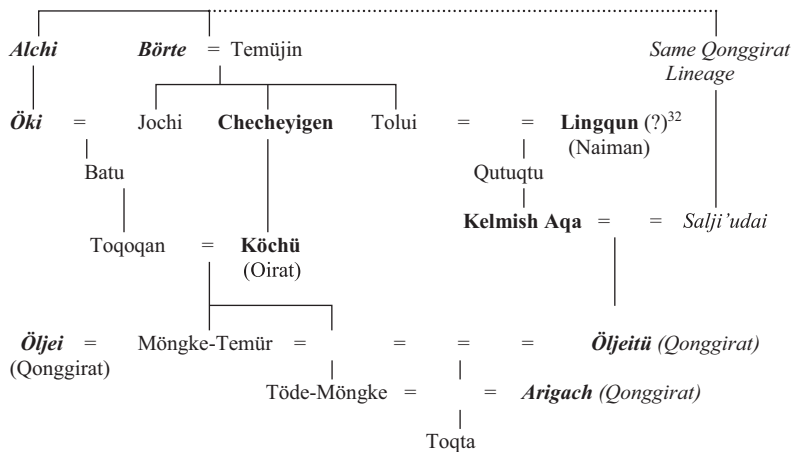 Alchi Börte = Temüjin Same Qonggirat
Lineage
Öki = Jochi Checheyigen Tolui = = Lingqun (?)32
(Naiman)
Batu Qutuqtu
Kelmish Aqa = = Salji’udai
Toqoqan = Köchü
(Oirat)
Öljei = Möngke-Temür = = = = Öljeitü (Qonggirat)
(Qonggirat)
Töde-Möngke = = Arigach (Qonggirat)
Toqta